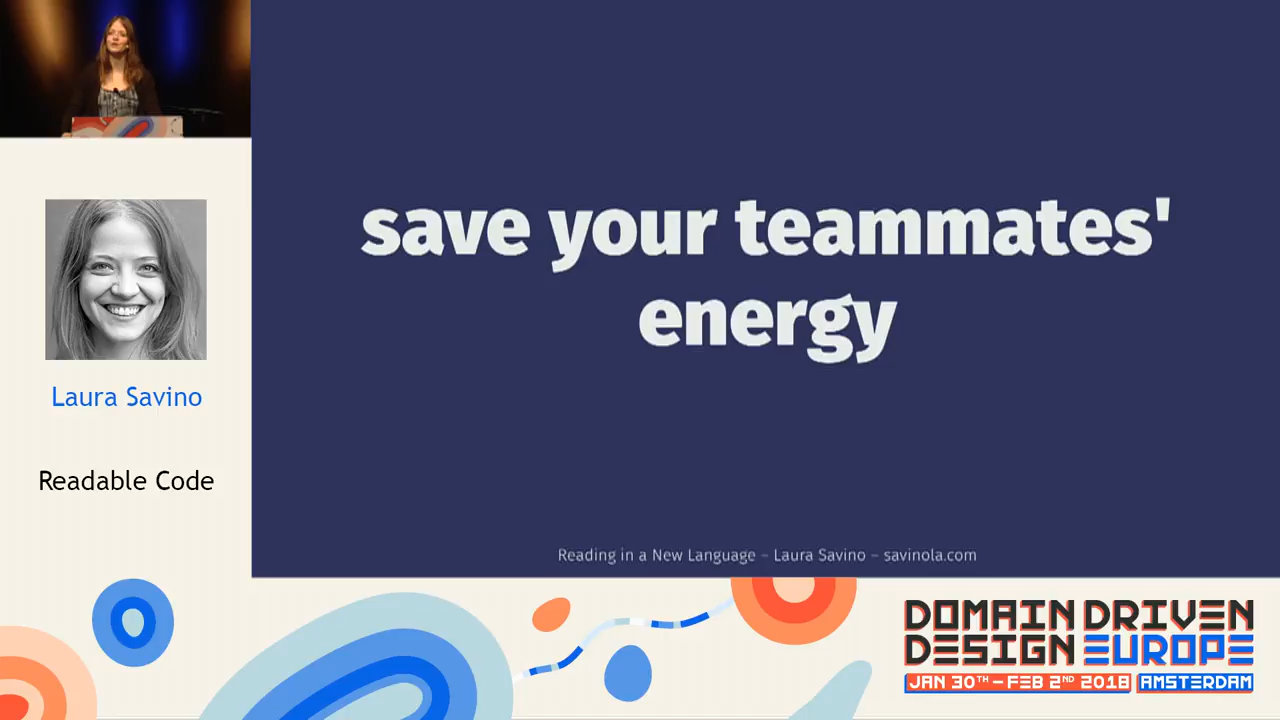 save your teammates'
energy
Laura Savino
Readable Code
Reading in a New Language – Laura Savino – savinola.com
DOMAIN DRIVEN
DESIGN EUROPE
JAN 30TH – FEB 2ND 2018 AMSTERDAM